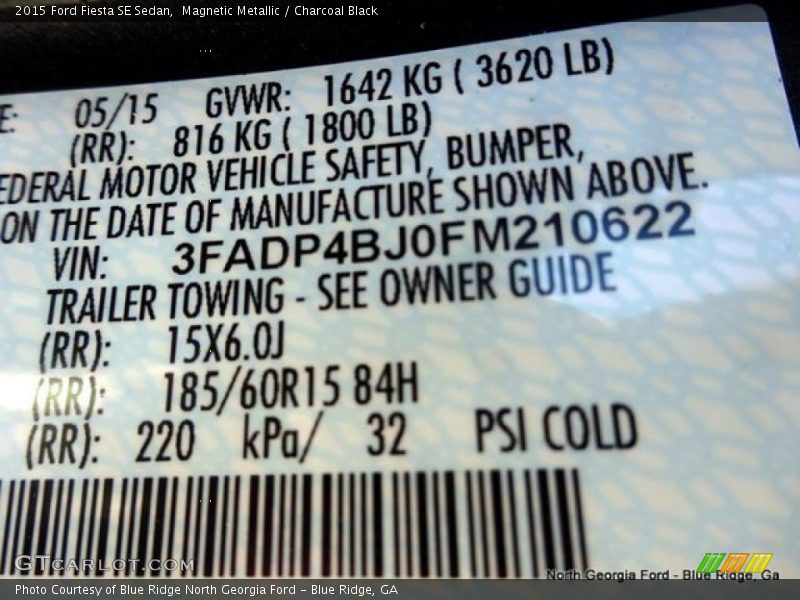 2015 Ford Fiesta SE Sedan, Magnetic Metallic / Charcoal Black
E: 05/15 GVWR: 1642 KG ( 3620 LB)
(RR): 816 KG ( 1800 LB)
EDERAL MOTOR VEHICLE SAFETY, BUMPER,
ON THE DATE OF MANUFACTURE SHOWN ABOVE.
VIN: 3FADP4BJ0FM210622
TRAILER TOWING - SEE OWNER GUIDE
(RR): 15X6.0J
(RR): 185/60R15 84H
(RR): 220 kPa/ 32 PSI COLD
GTCARLOT.COM
North Georgia Ford - Blue Ridge, Ga
Photo Courtesy of Blue Ridge North Georgia Ford - Blue Ridge, GA